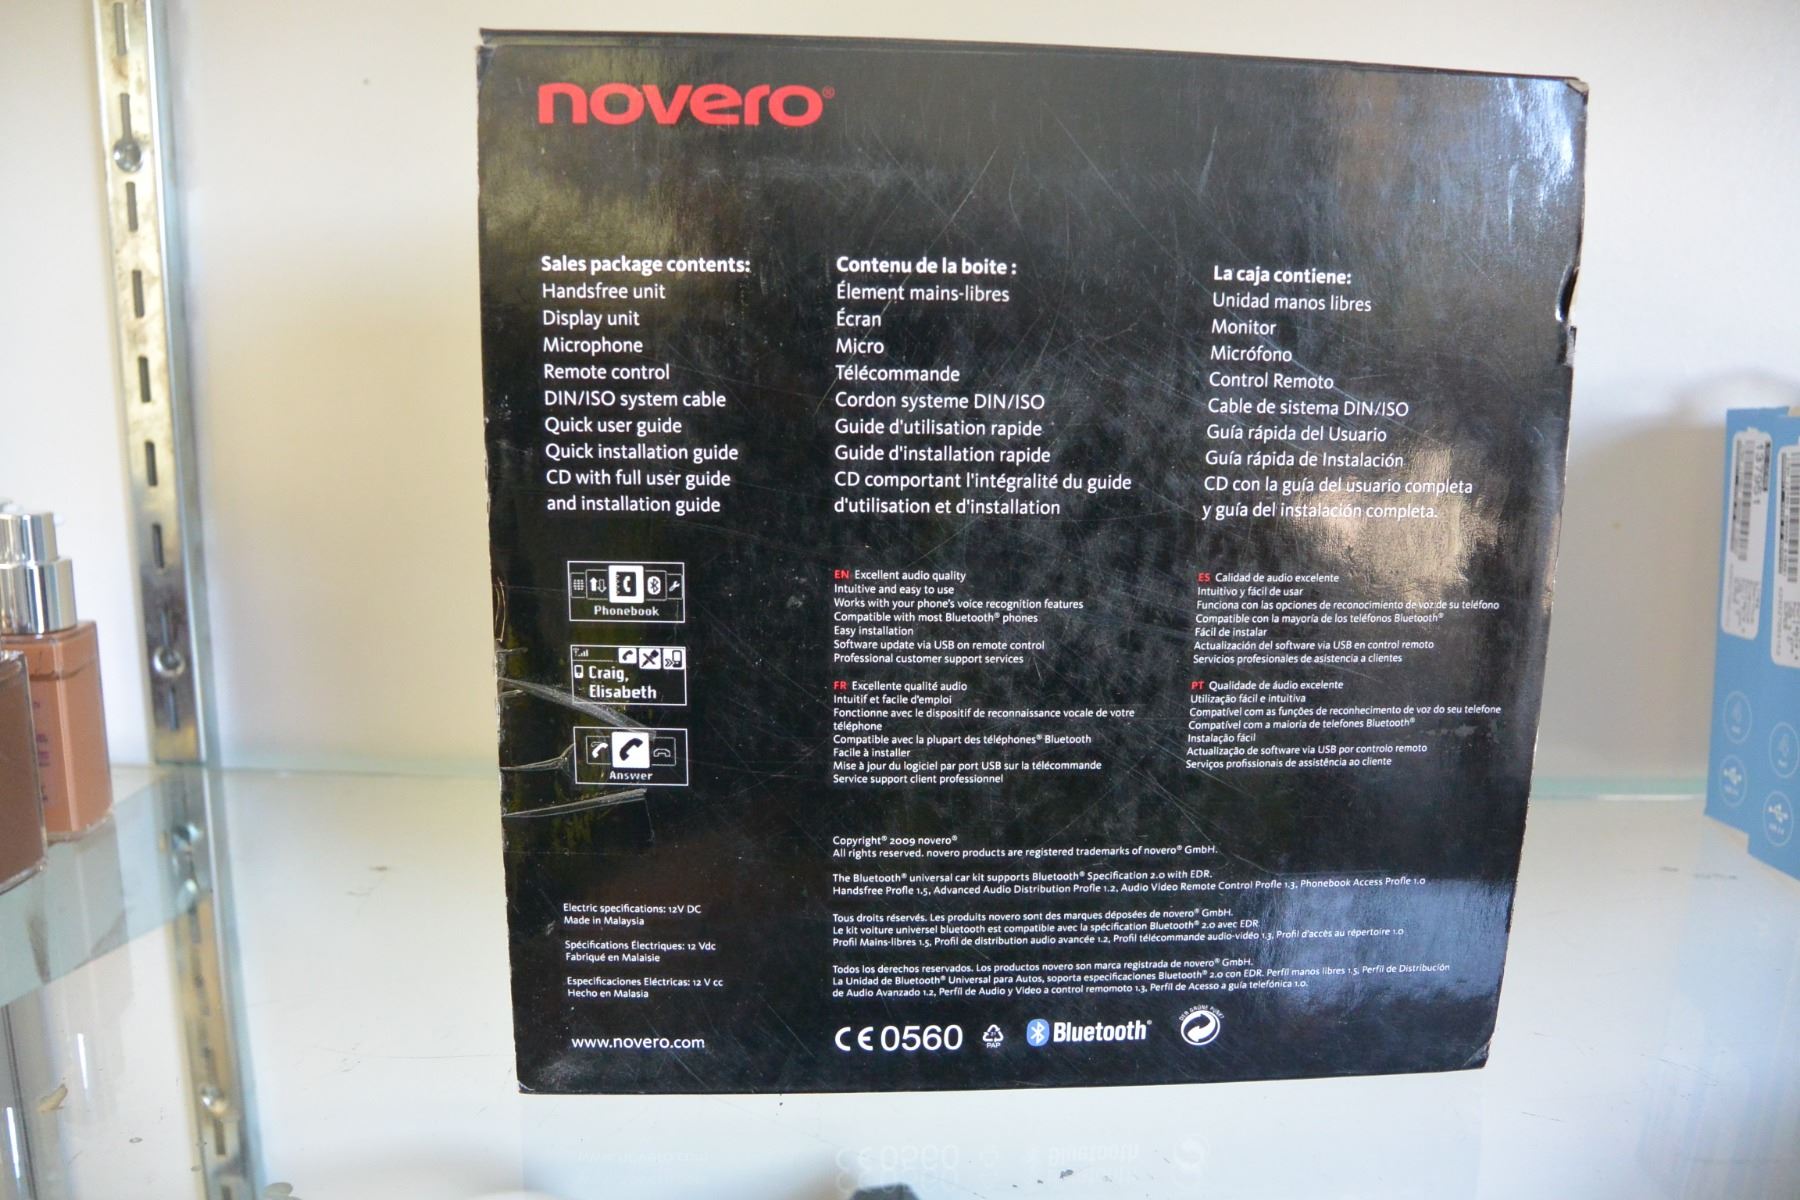 novero®
Sales package contents:
Handsfree unit
Display unit
Microphone
Remote control
DIN/ISO system cable
Quick user guide
Quick installation guide
CD with full user guide
and installation guide
Contenu de la boite :
Élement mains-libres
Écran
Micro
Télécommande
Cordon systeme DIN/ISO
Guide d'utilisation rapide
Guide d'installation rapide
CD comportant l'intégralité du guide
d'utilisation et d'installation
La caja contiene:
Unidad manos libres
Monitor
Micrófono
Control Remoto
Cable de sistema DIN/ISO
Guía rápida del Usuario
Guía rápida de Instalación
CD con la guía del usuario completa
y guía del instalación completa.
Phonebook
Craig,
Elisabeth
Answer
EN Excellent audio quality
Intuitive and easy to use
Works with your phone's voice recognition features
Compatible with most Bluetooth® phones
Easy installation
Software update via USB on remote control
Professional customer support services
FR Excellente qualité audio
Intuitif et facile d'emploi
Fonctionne avec le dispositif de reconnaissance vocale de votre
téléphone
Compatible avec la plupart des téléphones® Bluetooth
Facile à installer
Mise à jour du logiciel par port USB sur la télécommande
Service support client professionnel
ES Calidad de audio excelente
Intuitivo y fácil de usar
Funciona con las opciones de reconocimiento de voz de su teléfono
Compatible con la mayoría de los teléfonos Bluetooth®
Fácil de instalar
Actualización del software via USB en control remoto
Servicios profesionales de asistencia a clientes
PT Qualidade de áudio excelente
Utilização fácil e intuitiva
Compatível com as funções de reconhecimento de voz do seu telefone
Compatível com a maioria de telefones Bluetooth®
Instalação fácil
Actualização de software via USB por controlo remoto
Serviços profissionais de assistência ao cliente
Copyright® 2009 novero®
All rights reserved. novero products are registered trademarks of novero® GmbH.
The Bluetooth® universal car kit supports Bluetooth® Specification 2.0 with EDR.
Handsfree Profle 1.5, Advanced Audio Distribution Profle 1.2, Audio Video Remote Control Profle 1.3, Phonebook Access Profle 1.0
Tous droits réservés. Les produits novero sont des marques déposées de novero® GmbH.
Le kit voiture universel bluetooth est compatible avec la spécification Bluetooth® 2.0 avec EDR
Profil Mains-libres 1.5, Profil de distribution audio avancée 1.2, Profil télécommande audio-vidéo 1.3, Profil d'accès au répertoire 1.0
Todos los derechos reservados. Los productos novero son marca registrada de novero® GmbH.
La Unidad de Bluetooth® Universal para Autos, soporta especificaciones Bluetooth® 2.0 con EDR. Perfil manos libres 1.5, Perfil de Distribución
de Audio Avanzado 1.2, Perfil de Audio y Video a control remomoto 1.3, Perfil de Acesso a guía telefónica 1.0.
Electric specifications: 12V DC
Made in Malaysia
Spécifications Électriques: 12 Vdc
Fabriqué en Malaisie
Especificaciones Eléctricas: 12 V cc
Hecho en Malasia
www.novero.com
CE 0560
PAP
Bluetooth®
DER GRÜNE PUNKT